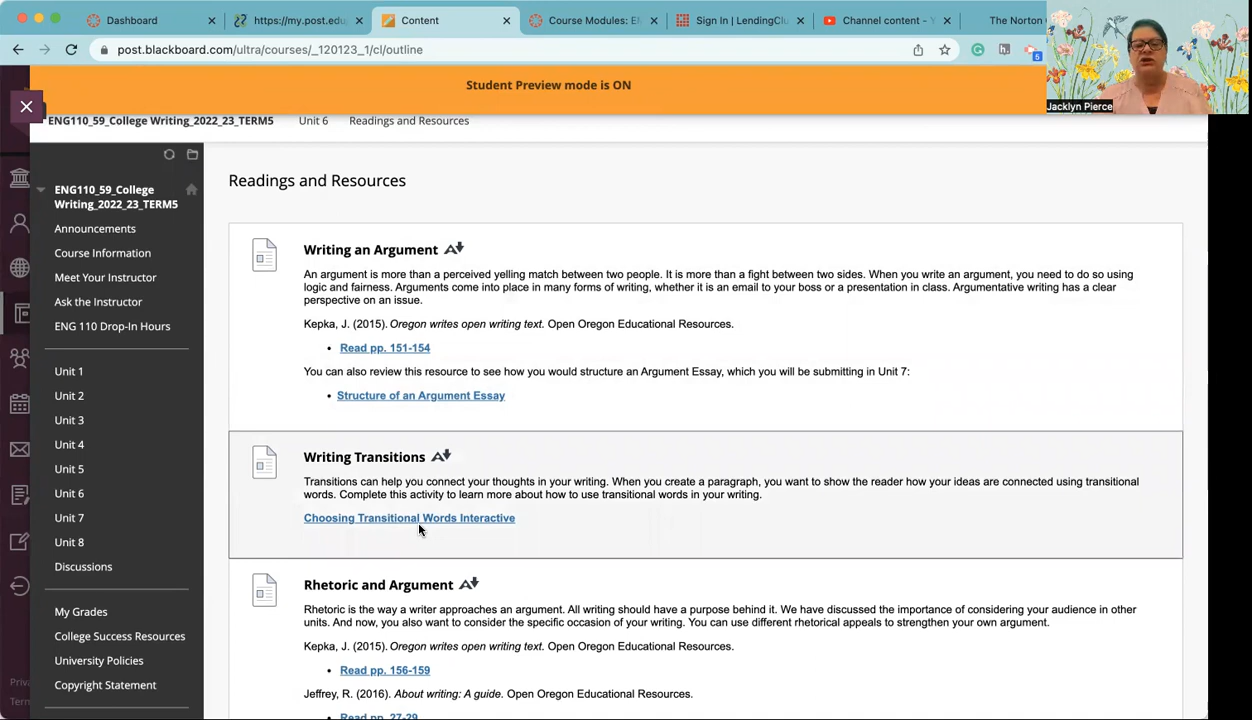 Dashboard
https://my.post.edu
Content
Course Modules: E
Sign In | LendingClu
Channel content - Y
The Norton
post.blackboard.com/ultra/courses/_120123_1/cl/outline
5
Student Preview mode is ON
Jacklyn Pierce
ENG110_59_College Writing_2022_23_TERM5
Unit 6
Readings and Resources
ENG110_59_College
Writing_2022_23_TERM5
Announcements
Course Information
Meet Your Instructor
Ask the Instructor
ENG 110 Drop-In Hours
Unit 1
Unit 2
Unit 3
Unit 4
Unit 5
Unit 6
Unit 7
Unit 8
Discussions
My Grades
College Success Resources
University Policies
Copyright Statement
Priva
Term
Readings and Resources
Writing an Argument
An argument is more than a perceived yelling match between two people. It is more than a fight between two sides. When you write an argument, you need to do so using
logic and fairness. Arguments come into place in many forms of writing, whether it is an email to your boss or a presentation in class. Argumentative writing has a clear
perspective on an issue.
Kepka, J. (2015). Oregon writes open writing text. Open Oregon Educational Resources.
• Read pp. 151-154
You can also review this resource to see how you would structure an Argument Essay, which you will be submitting in Unit 7:
• Structure of an Argument Essay
Writing Transitions
Transitions can help you connect your thoughts in your writing. When you create a paragraph, you want to show the reader how your ideas are connected using transitional
words. Complete this activity to learn more about how to use transitional words in your writing.
Choosing Transitional Words Interactive
Rhetoric and Argument
Rhetoric is the way a writer approaches an argument. All writing should have a purpose behind it. We have discussed the importance of considering your audience in other
units. And now, you also want to consider the specific occasion of your writing. You can use different rhetorical appeals to strengthen your own argument.
Kepka, J. (2015). Oregon writes open writing text. Open Oregon Educational Resources.
• Read pp. 156-159
Jeffrey, R. (2016). About writing: A guide. Open Oregon Educational Resources.
• Read pp. 27-29